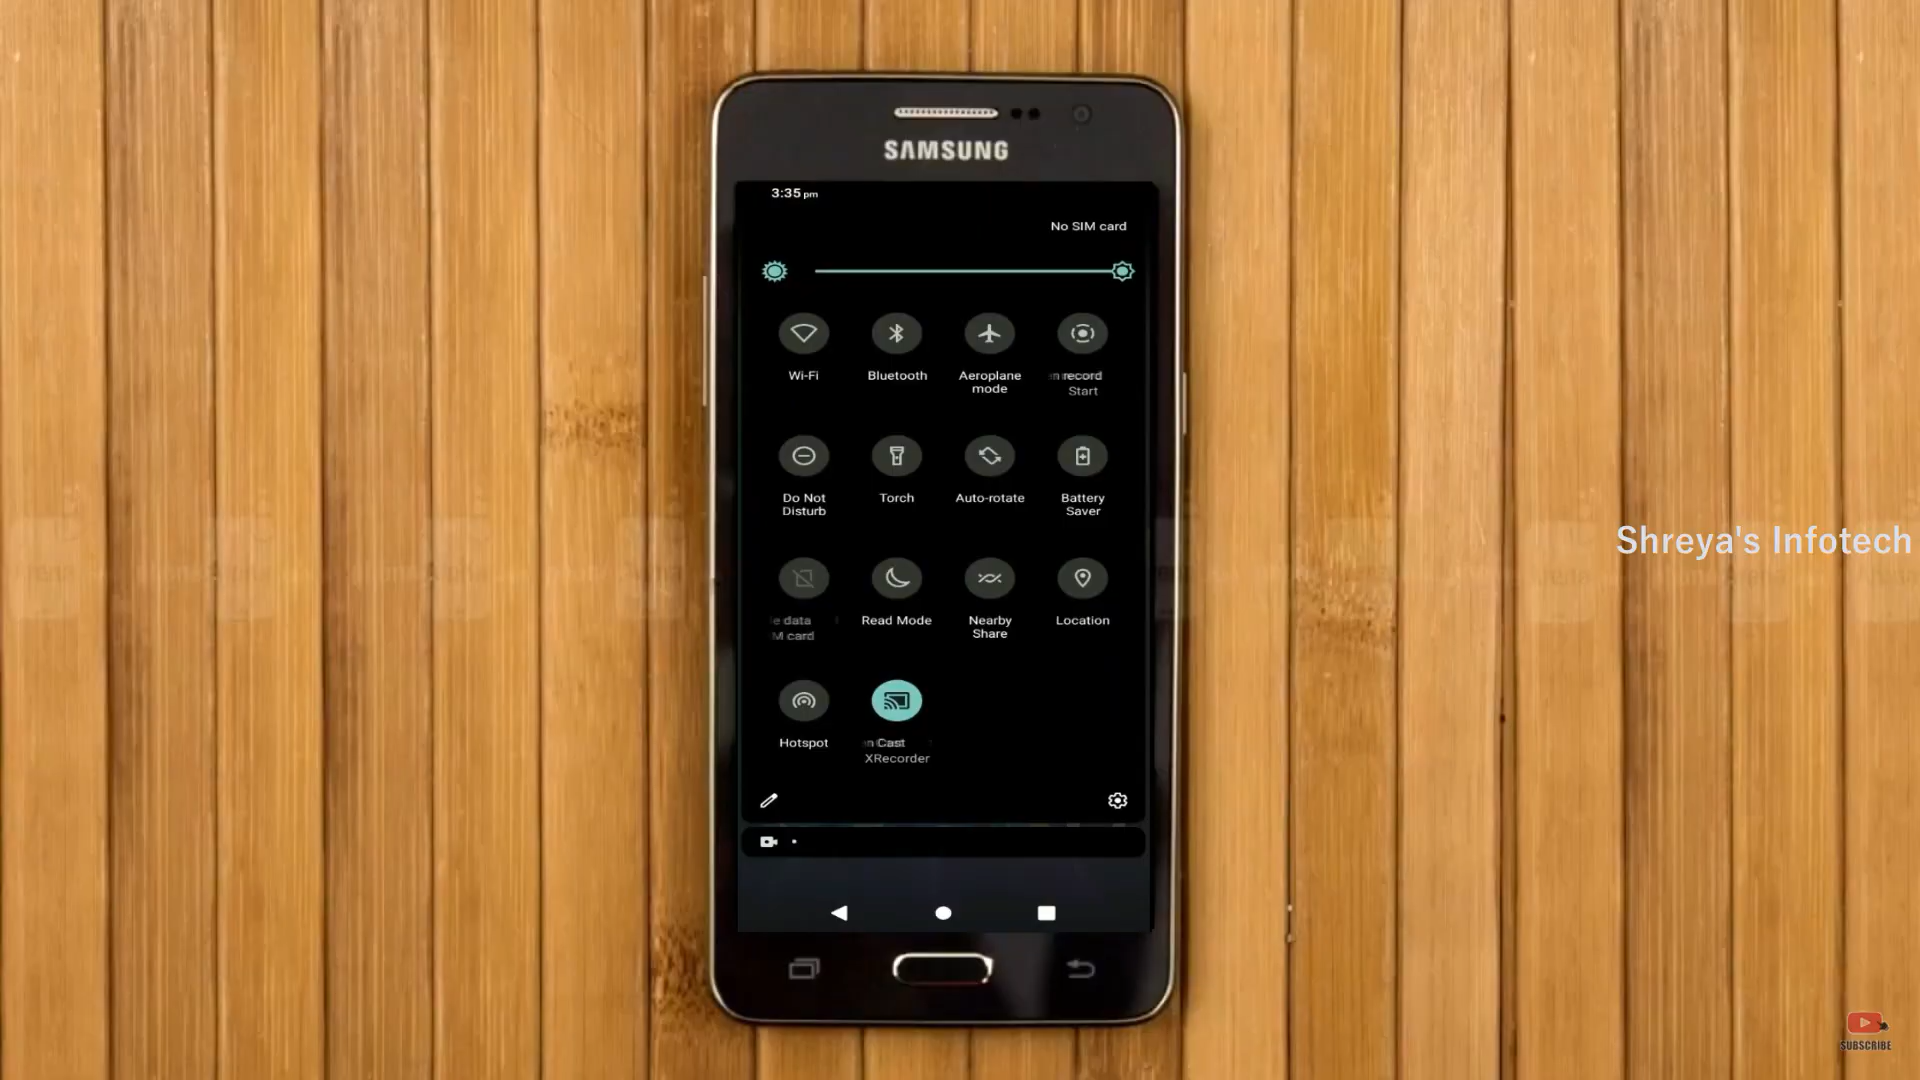 SAMSUNG
3:35 pm
No SIM card
Wi-Fi
Bluetooth
Aeroplane
mode
record
Start
Do Not
Disturb
Torch
Auto-rotate
Battery
Saver
data
card
Read Mode
Nearby
Share
Location
Hotspot
Cast
XRecorder
Shreya's Infotech
SUBSCRIBE